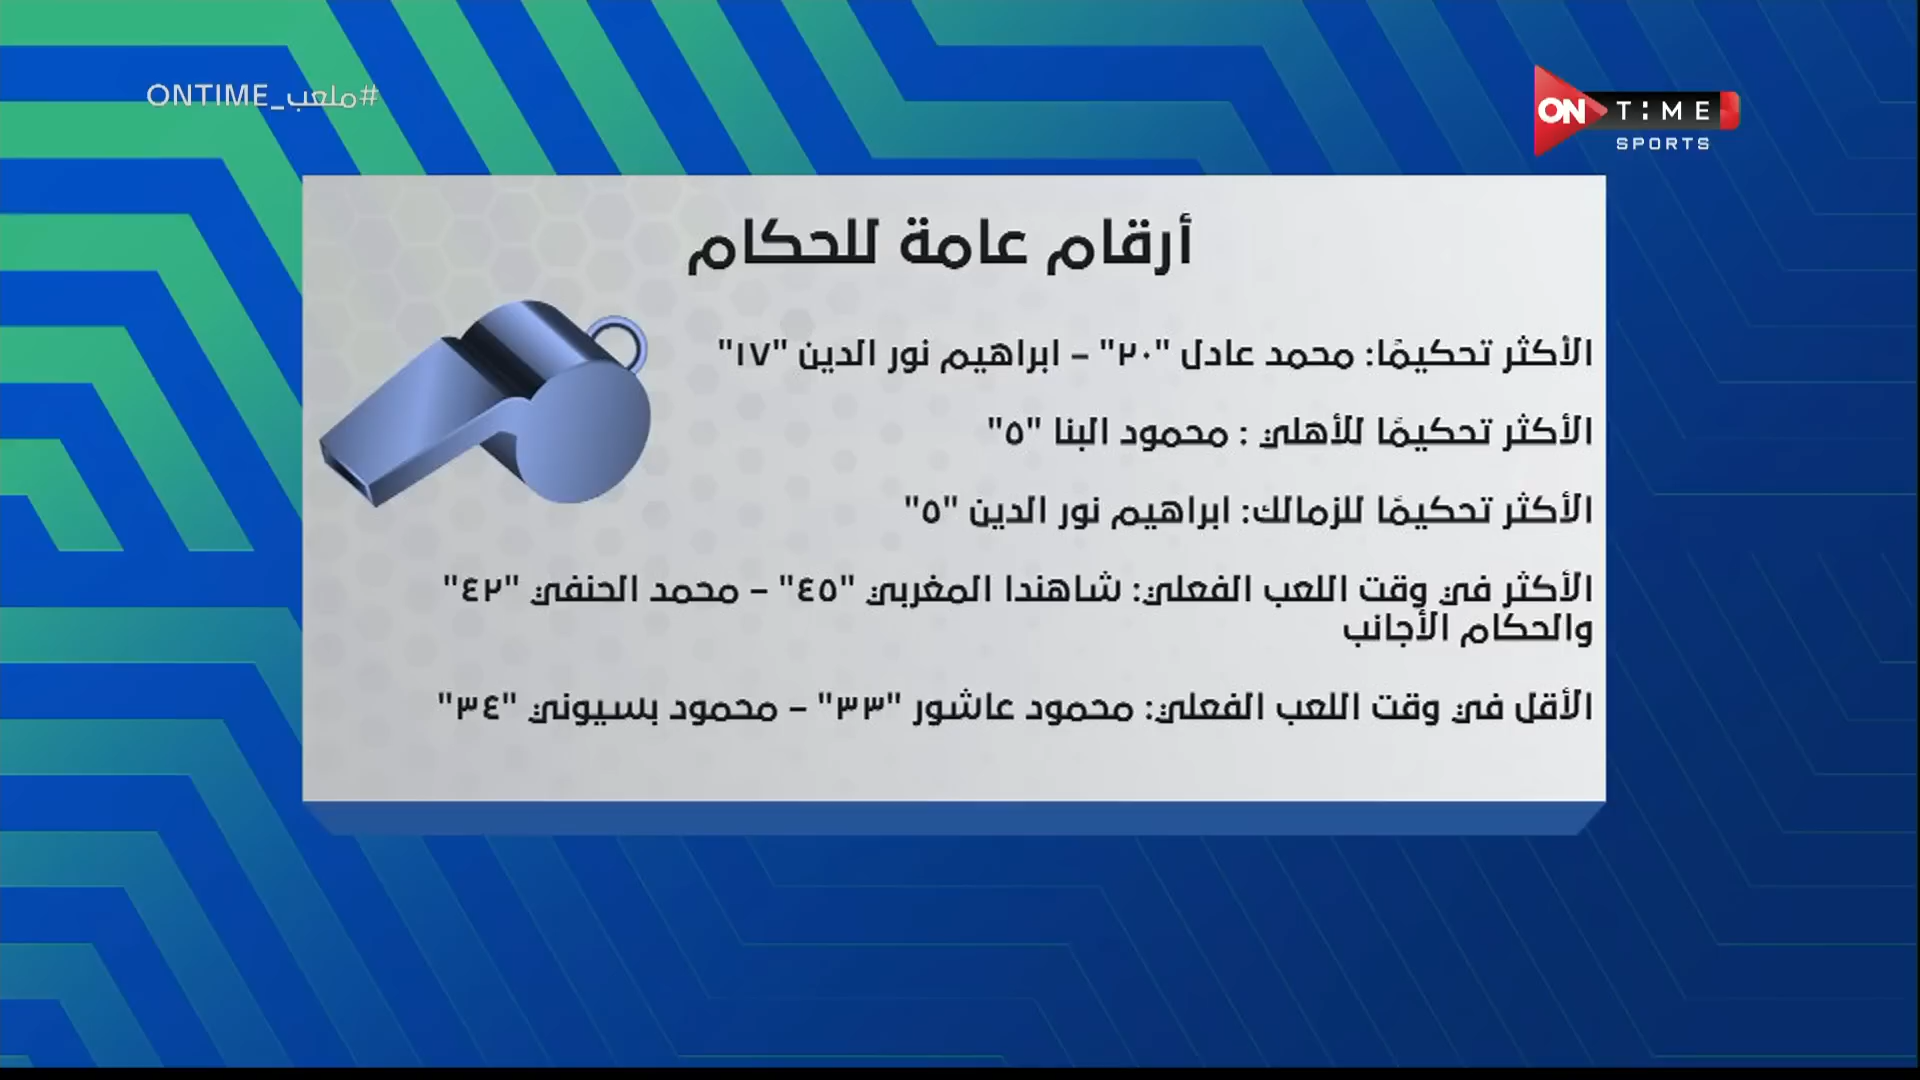 #ملعب_ONTIME
ON TIME
SPORTS
أرقام عامة للحكام
الأكثر تحكيمًا: محمد عادل "٢٠" - ابراهيم نور الدين "١٧"
الأكثر تحكيمًا للأهلي : محمود البنا "٥"
الأكثر تحكيمًا للزمالك: ابراهيم نور الدين "٥"
الأكثر في وقت اللعب الفعلي: شاهندا المغربي "٤٥" - محمد الحنفي "٤٢"
والحكام الأجانب
الأقل في وقت اللعب الفعلي: محمود عاشور "٣٣" - محمود بسيوني "٣٤"